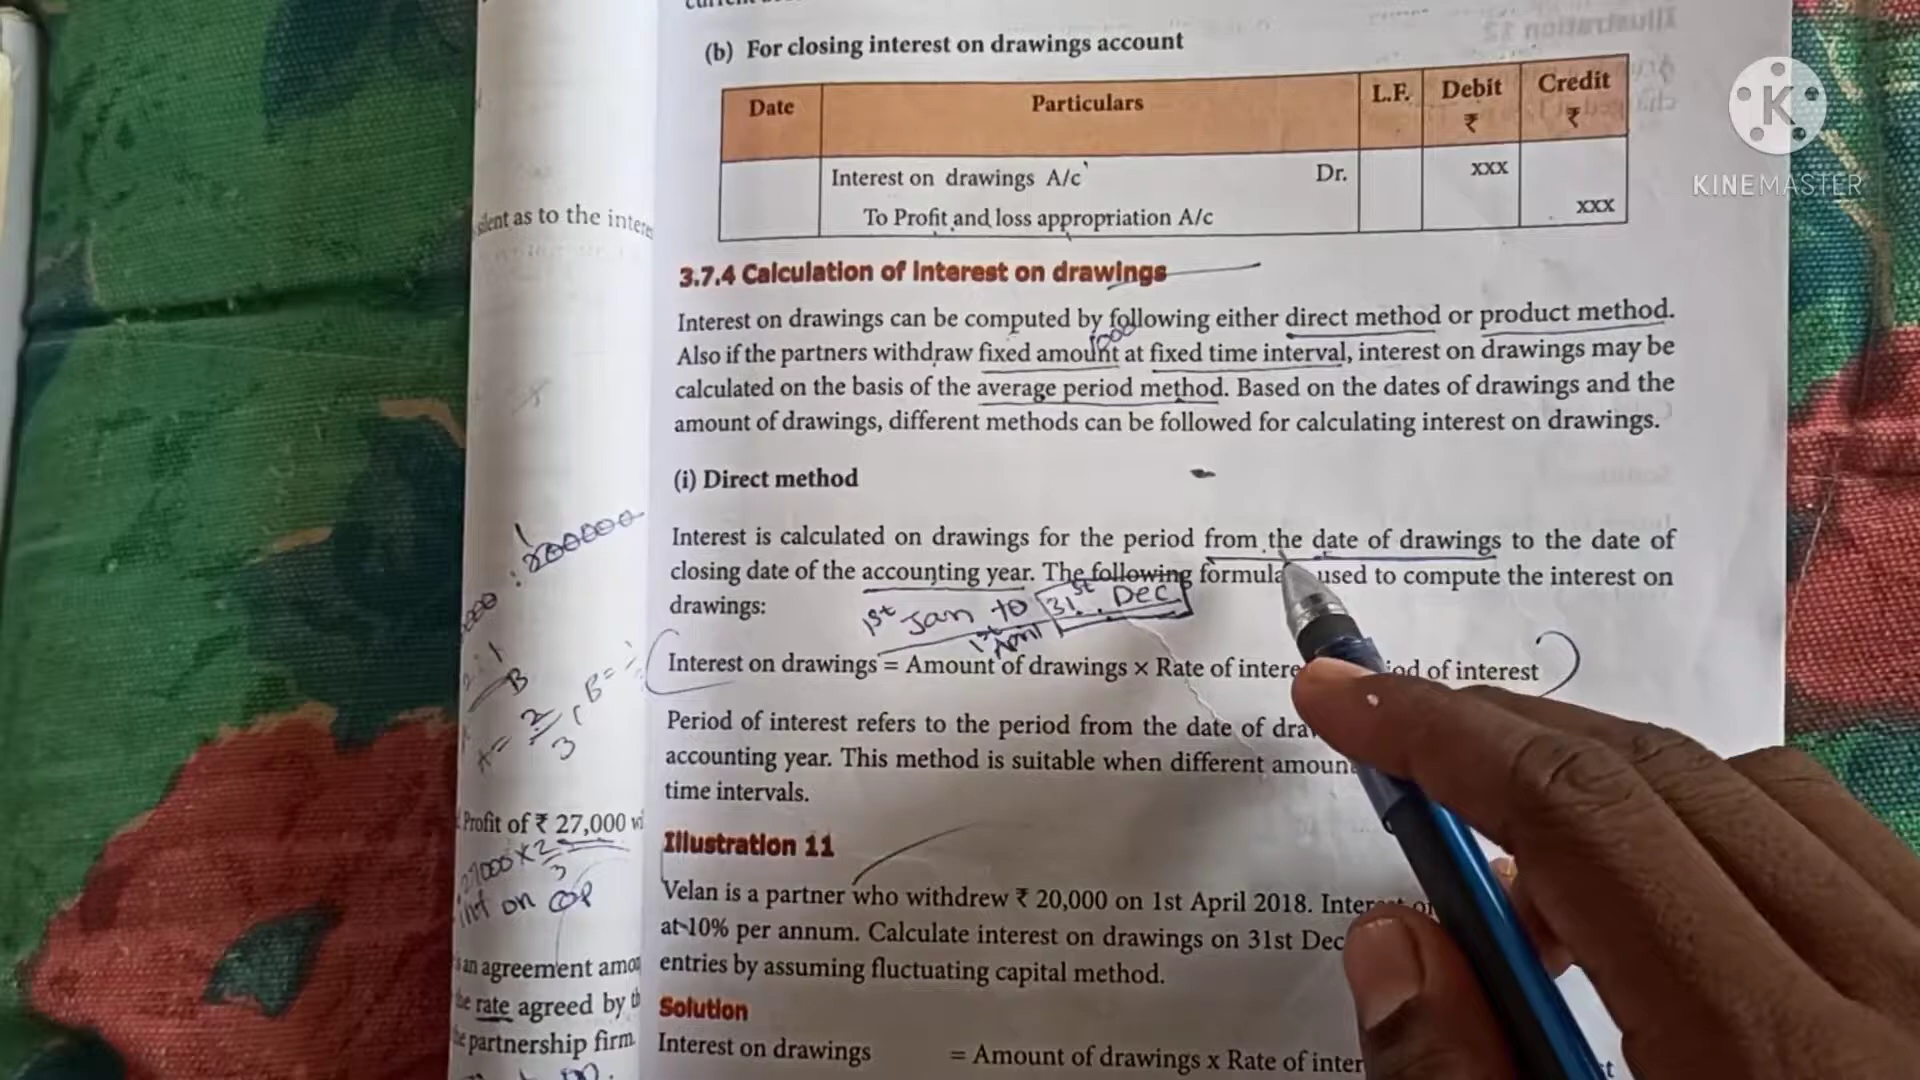 (b) For closing interest on drawings account
Date Particulars L.F. Debit ₹ Credit ₹
Interest on drawings A/c Dr. xxx
To Profit and loss appropriation A/c xxx
KINEMASTER
silent as to the
3.7.4 Calculation of interest on drawings
Interest on drawings can be computed by following either direct method or product method.
1000
Also if the partners withdraw fixed amount at fixed time interval, interest on drawings may be
calculated on the basis of the average period method. Based on the dates of drawings and the
amount of drawings, different methods can be followed for calculating interest on drawings.
(i) Direct method
Interest is calculated on drawings for the period from the date of drawings to the date of
closing date of the accounting year. The following formula used to compute the interest on
drawings:
1st Jan to 31st Dec
1st April
Interest on drawings = Amount of drawings × Rate of of interest
Period of interest refers to the period from the date of
accounting year. This method is suitable when different
time intervals.
Profit of ₹ 27,000
27000 × 2
3
int on cap
Illustration 11
Velan is a partner who withdrew ₹ 20,000 on 1st April 2018.
at 10% per annum. Calculate interest on drawings on 31st
entries by assuming fluctuating capital method.
an agreement
rate agreed by
partnership firm.
Solution
Interest on drawings = Amount of drawings x Rate of